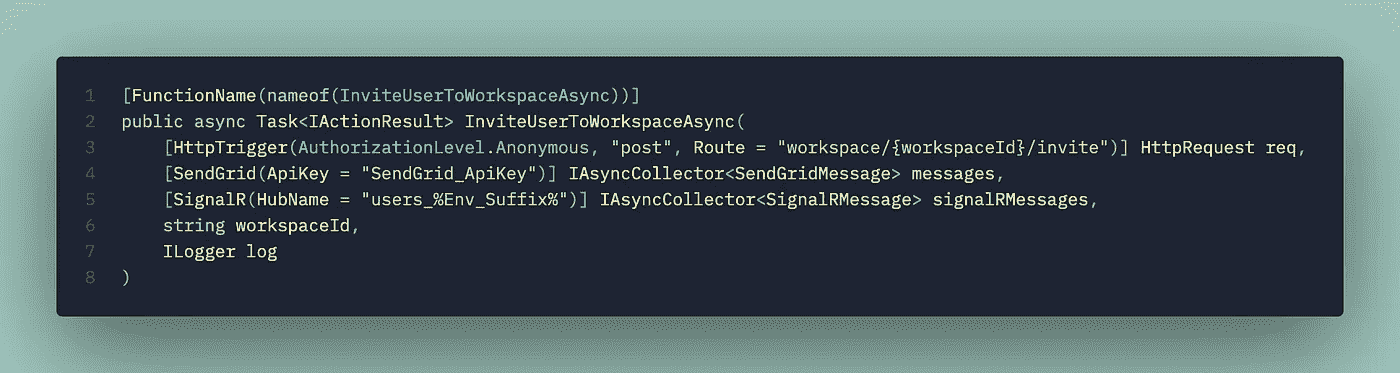 1 [FunctionName(nameof(InviteUserToWorkspaceAsync))]
2 public async Task<IActionResult> InviteUserToWorkspaceAsync(
3 [HttpTrigger(AuthorizationLevel.Anonymous, "post", Route = "workspace/{workspaceId}/invite")] HttpRequest req,
4 [SendGrid(ApiKey = "SendGrid_ApiKey")] IAsyncCollector<SendGridMessage> messages,
5 [SignalR(HubName = "users_%Env_Suffix%")] IAsyncCollector<SignalRMessage> signalRMessages,
6 string workspaceId,
7 ILogger log
8 )